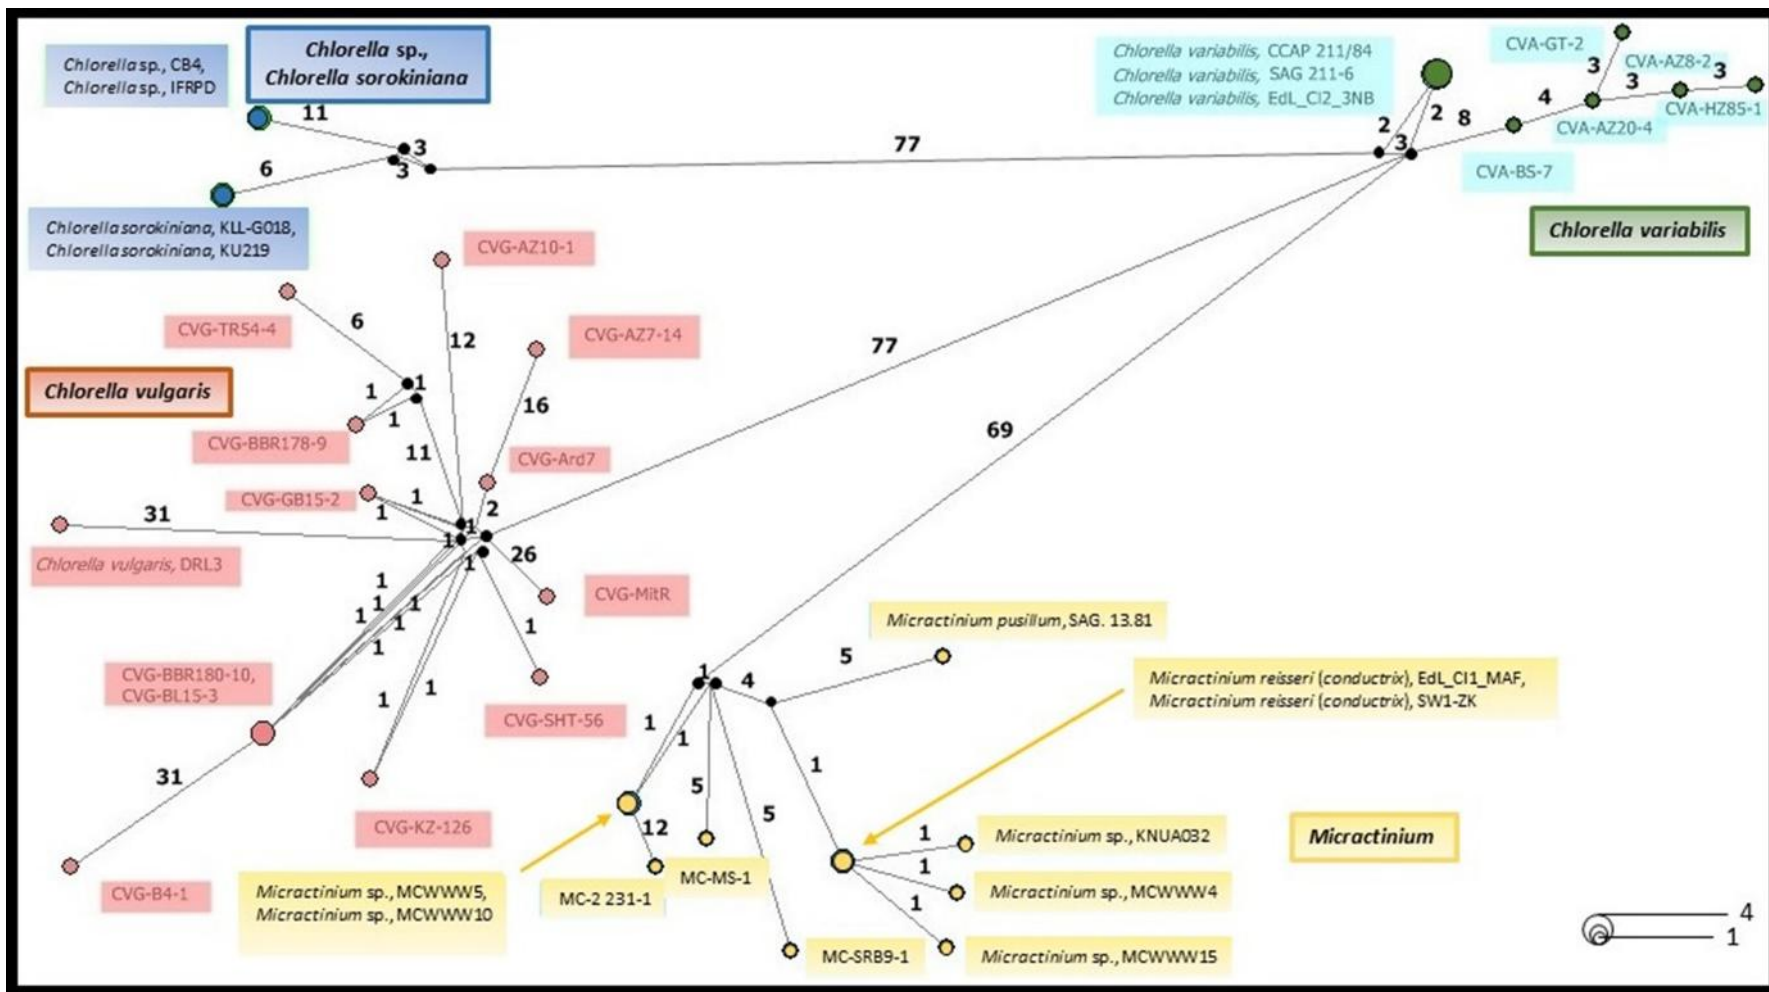 Chlorella sp., CB4,
Chlorella sp., IFRPD
Chlorella sp.,
Chlorella sorokiniana
Chlorella variabilis, CCAP 211/84
Chlorella variabilis, SAG 211-6
Chlorella variabilis, EdL_Cl2_3NB
CVA-GT-2
CVA-AZ8-2
CVA-HZ85-1
CVA-AZ20-4
CVA-BS-7
3
3
3
4
8
2
2
3
11
3
3
6
77
Chlorella sorokiniana, KLL-G018,
Chlorella sorokiniana, KU219
Chlorella variabilis
CVG-AZ10-1
CVG-TR54-4
6
12
CVG-AZ7-14
77
Chlorella vulgaris
1
1
1
16
69
CVG-BBR178-9
11
CVG-Ard7
CVG-GB15-2
1
1
2
31
1
1
1
26
Chlorella vulgaris, DRL3
CVG-MitR
1
1
1
1
1
1
1
CVG-BBR180-10,
CVG-BL15-3
1
1
CVG-SHT-56
31
CVG-KZ-126
CVG-B4-1
Micractinium pusillum, SAG. 13.81
5
1
4
Micractinium reisseri (conductrix), EdL_Cl1_MAF,
Micractinium reisseri (conductrix), SW1-ZK
1
1
5
5
1
12
1
1
1
Micractinium sp., KNUA032
Micractinium
MC-MS-1
MC-2 231-1
Micractinium sp., MCWWW5,
Micractinium sp., MCWWW10
Micractinium sp., MCWWW4
MC-SRB9-1
Micractinium sp., MCWWW15
4
1